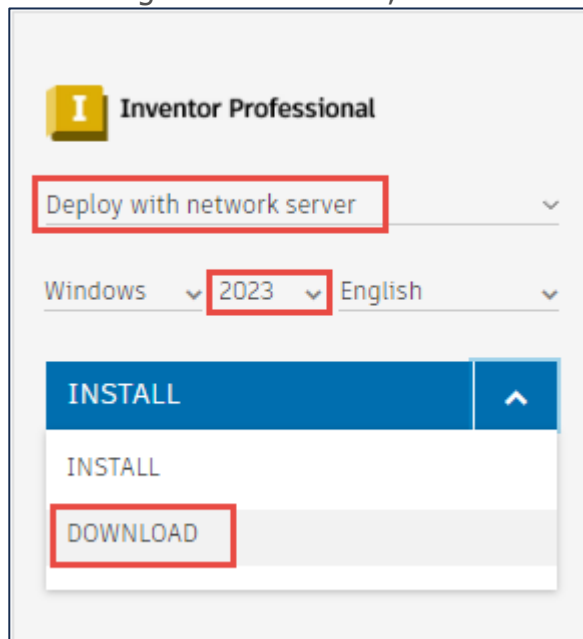 I Inventor Professional
Deploy with network server
Windows 2023 English
INSTALL
INSTALL
DOWNLOAD